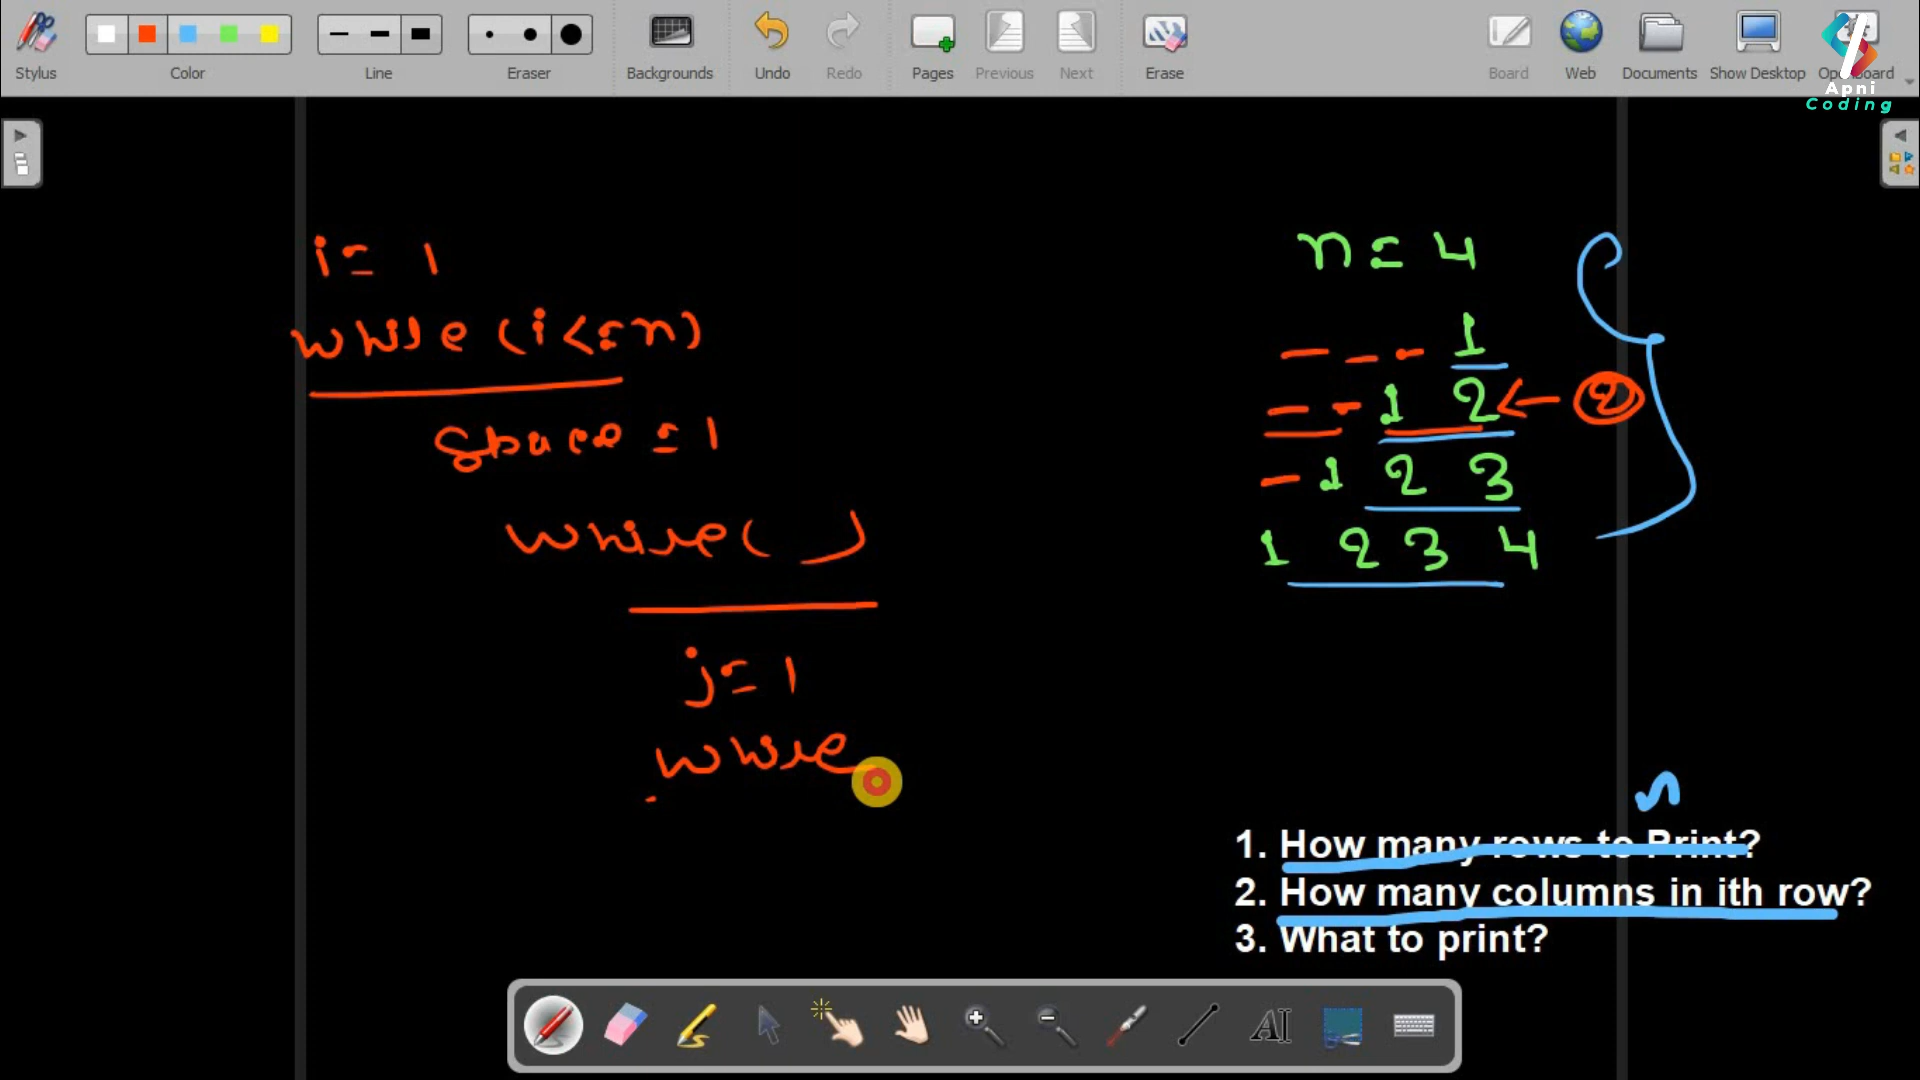 Stylus
Color
Line
Eraser
Backgrounds
Undo
Redo
Pages
Previous
Next
Erase
Board
Web
Documents
Show Desktop
Apni
Coding
i = 1
while (i <= n)
space = 1
while ( )
j = 1
while
n = 4
- - - 1
- - 1 2 ← 2
- 1 2 3
1 2 3 4
n
1. How many rows to Print?
2. How many columns in ith row?
3. What to print?
AI